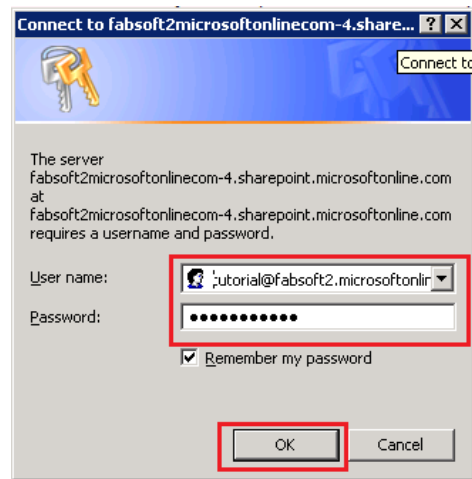 Connect to fabsoft2microsoftonlinecom-4.share...
Connect to
The server
fabsoft2microsoftonlinecom-4.sharepoint.microsoftonline.com
at
fabsoft2microsoftonlinecom-4.sharepoint.microsoftonline.com
requires a username and password.
User name:
tutorial@fabsoft2.microsoftonlin
Password:
●●●●●●●●●●●
Remember my password
OK Cancel